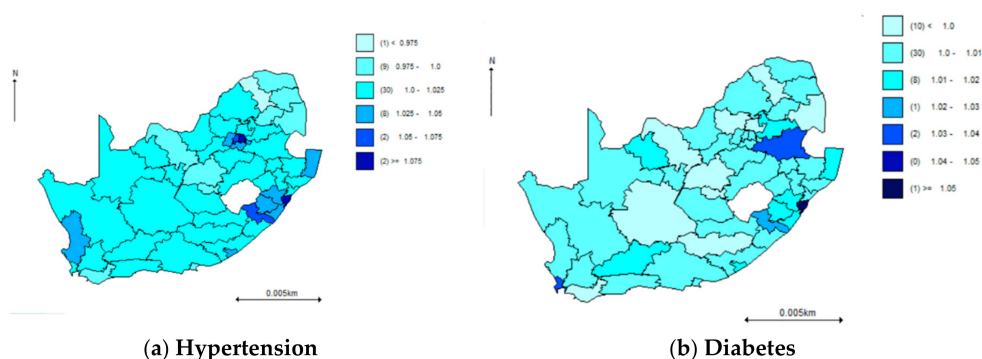 N
(1) < 0.975
(9) 0.975 - 1.0
(30) 1.0 - 1.025
(8) 1.025 - 1.05
(2) 1.05 - 1.075
(2) >= 1.075
0.005km
(a) Hypertension
N
(10) < 1.0
(30) 1.0 - 1.01
(8) 1.01 - 1.02
(1) 1.02 - 1.03
(2) 1.03 - 1.04
(0) 1.04 - 1.05
(1) >= 1.05
0.005km
(b) Diabetes